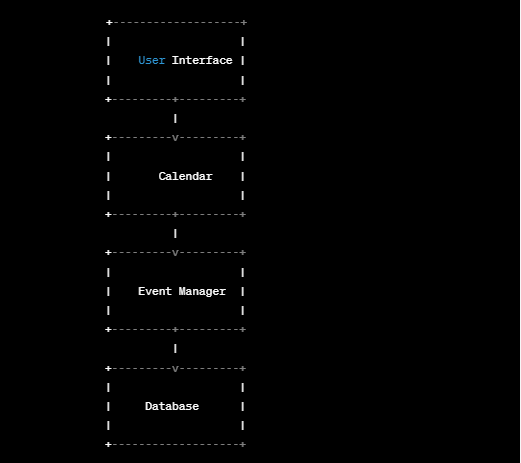 User Interface
Calendar
Event Manager
Database